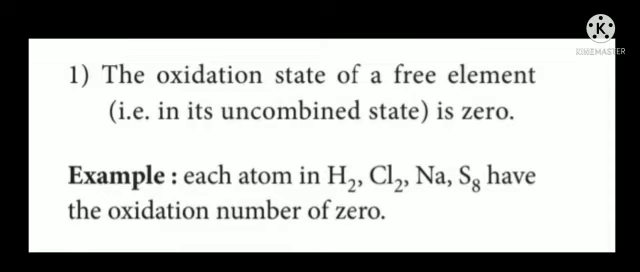 KINEMASTER
1) The oxidation state of a free element
(i.e. in its uncombined state) is zero.
Example : each atom in H₂, Cl₂, Na, S₈ have
the oxidation number of zero.